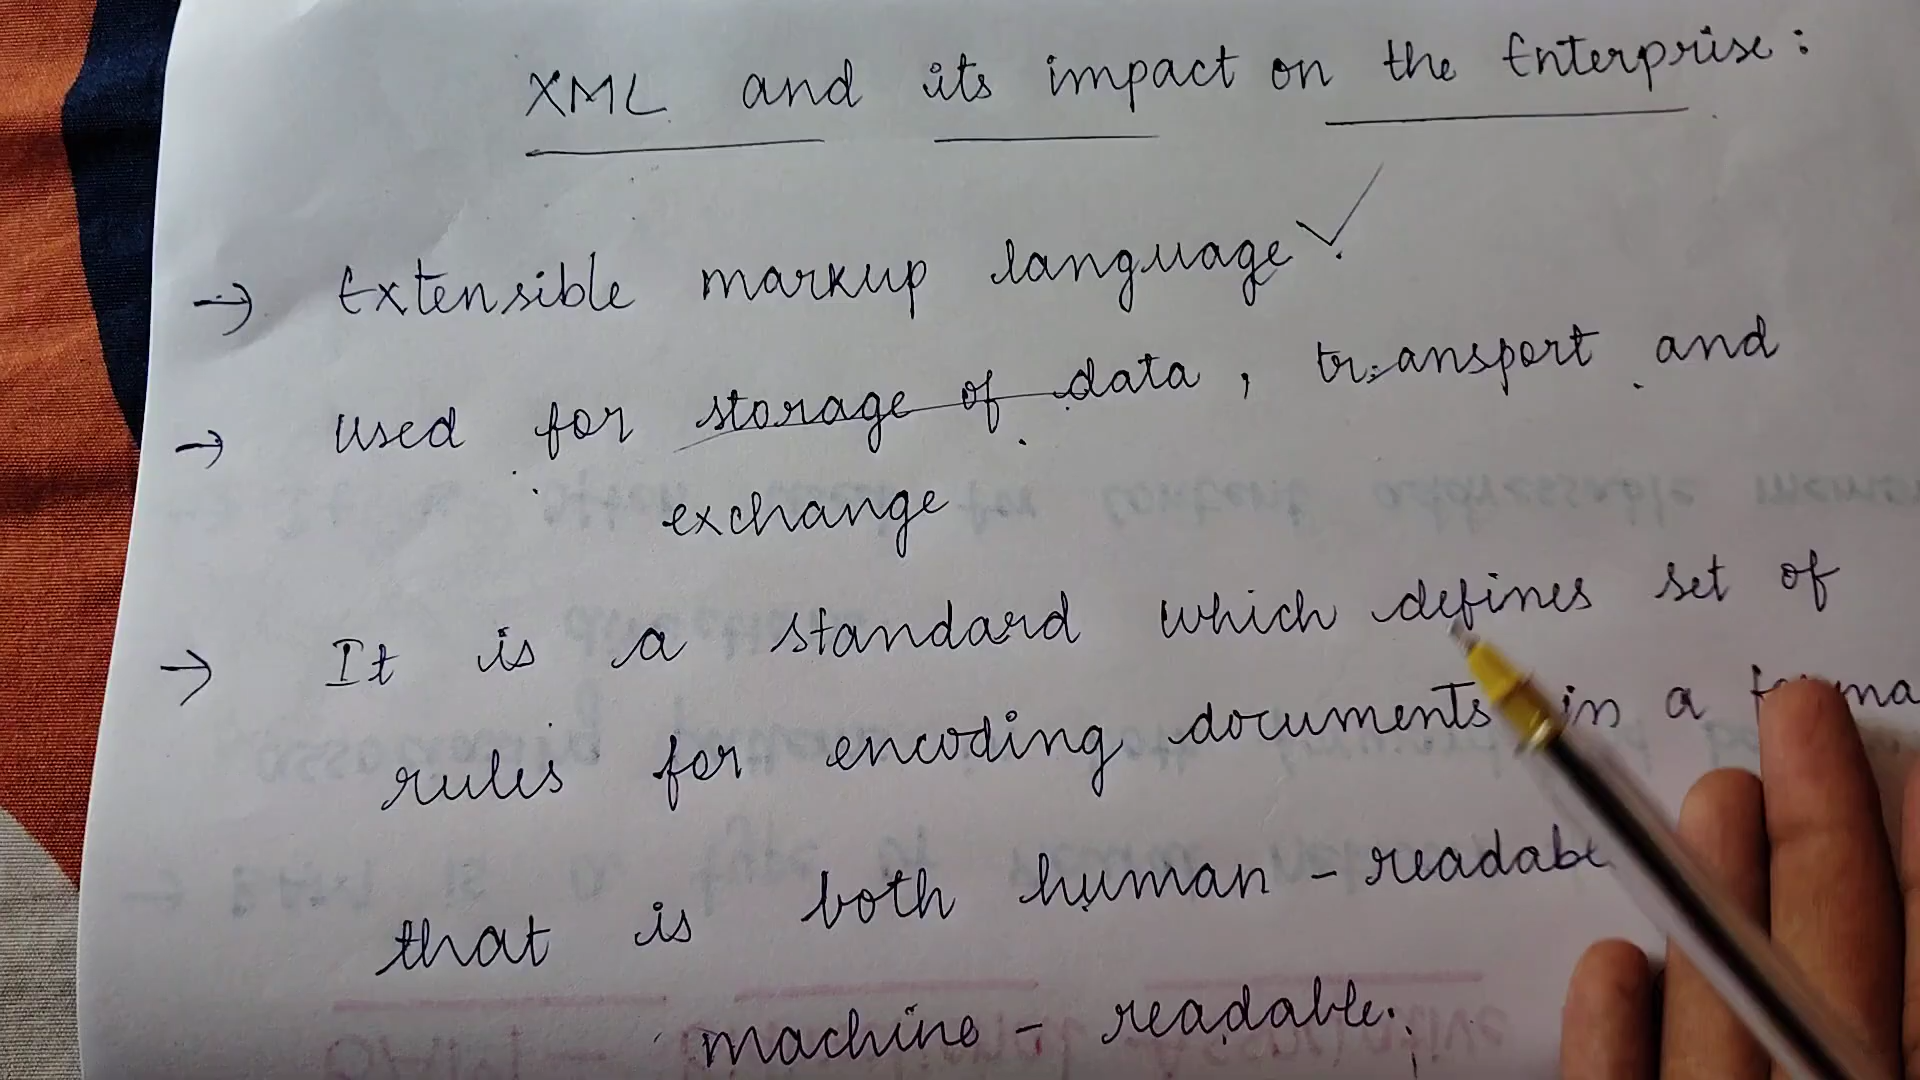 XML and its impact on the Enterprise:
→ Extensible markup language
→ Used for storage of data, transport and
exchange
→ It is a standard which defines set of
rules for encoding documents in a
that is both human-readabl
machine-readable.